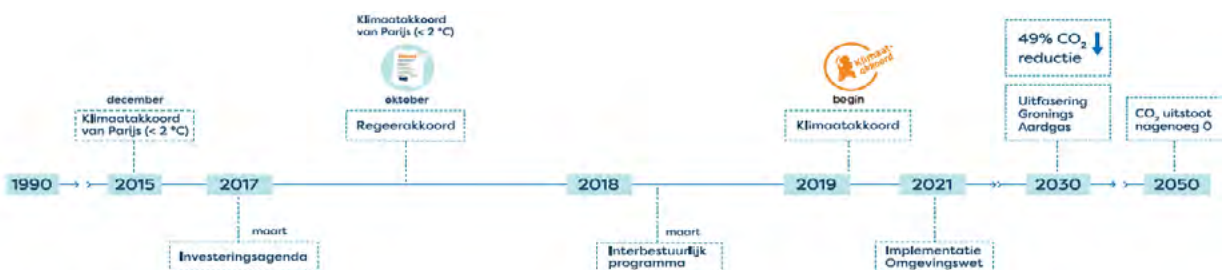 Klimaatakkoord
van Parijs (< 2 °C)
Klimaat-
akkoord
49% CO₂
reductie
december
oktober
begin
Klimaatakkoord
van Parijs (< 2 °C)
Regeerakkoord
Klimaatakkoord
Uitfasering
Gronings
Aardgas
CO₂ uitstoot
nagenoeg 0
1990
2015
2017
2018
2019
2021
2030
2050
maart
Investeringsagenda
maart
Interbestuurlijk
programma
Implementatie
Omgevingswet